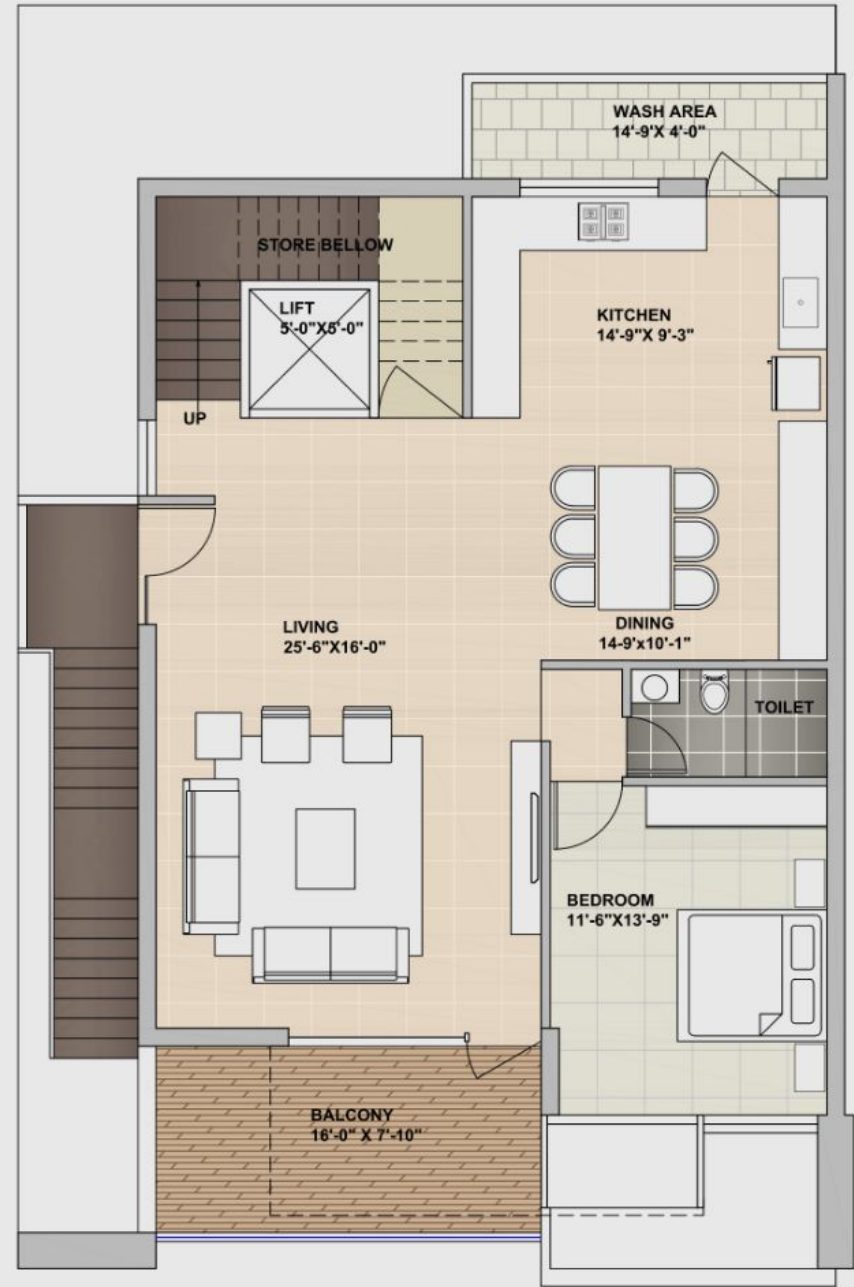 WASH AREA
14'-9'X 4'-0"
STORE BELLOW
LIFT
5'-0"X5'-0"
KITCHEN
14'-9"X 9'-3"
UP
LIVING
25'-6"X16'-0"
DINING
14-9'x10'-1"
TOILET
BEDROOM
11'-6"X13'-9"
BALCONY
16'-0" X 7'-10"